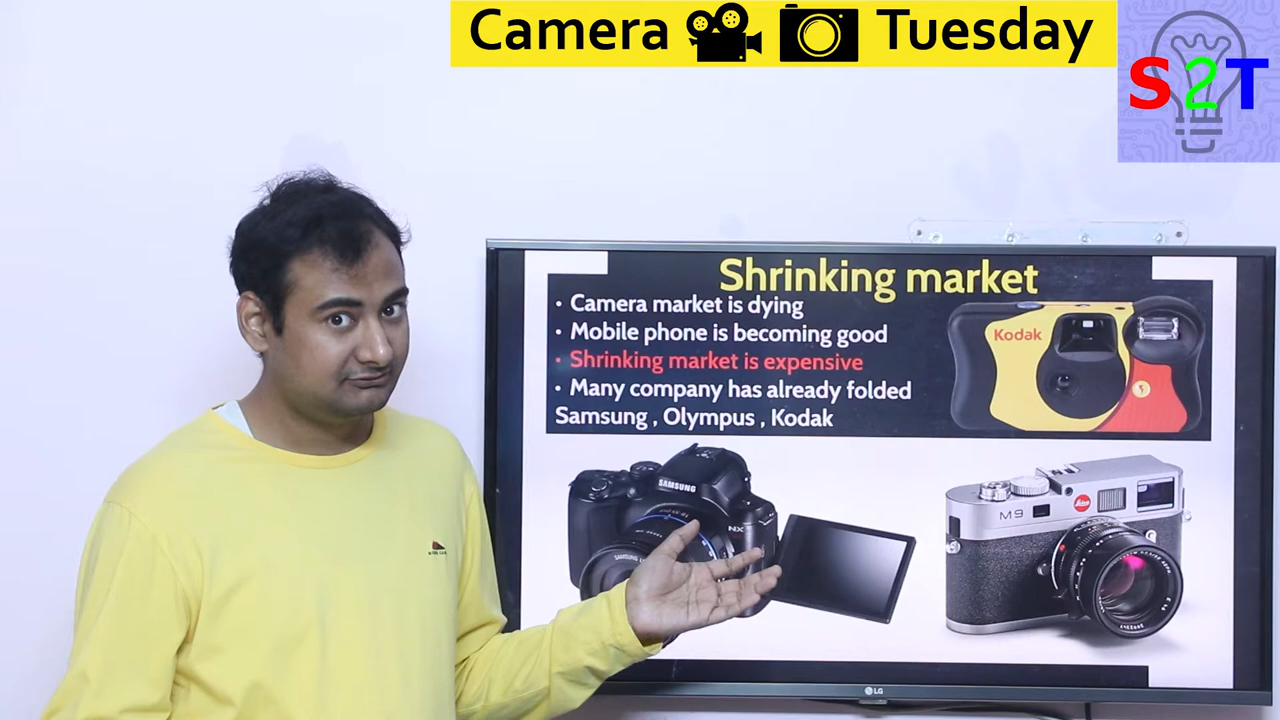 Camera Tuesday
S2T
Shrinking market
• Camera market is dying
• Mobile phone is becoming good
• Shrinking market is expensive
• Many company has already folded
Samsung , Olympus , Kodak
Kodak
SAMSUNG
NX
M9
Leica
LG